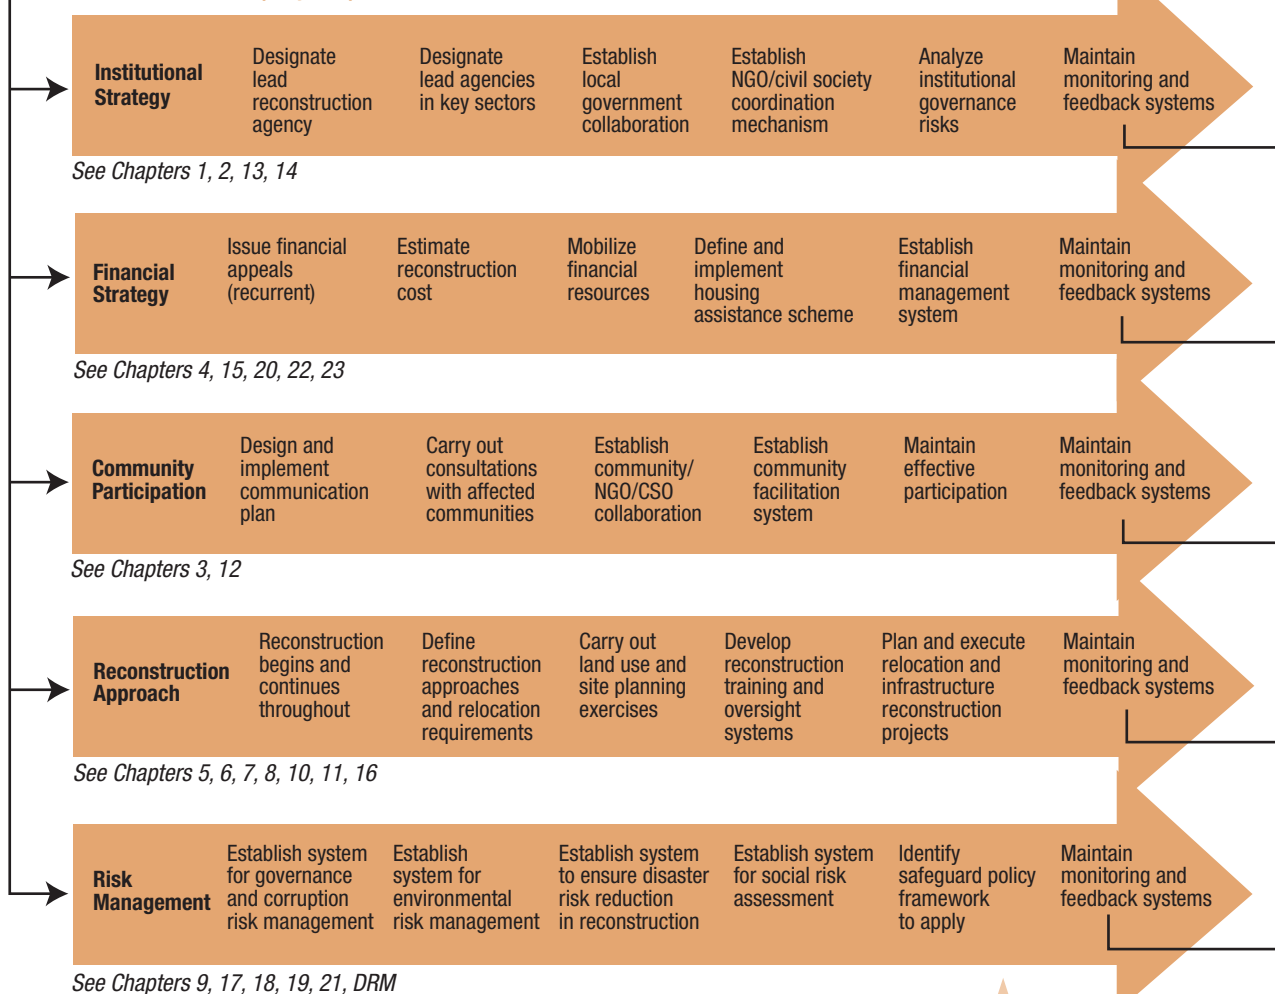 Institutional
Strategy
Designate
lead
reconstruction
agency
Designate
lead agencies
in key sectors
Establish
local
government
collaboration
Establish
NGO/civil society
coordination
mechanism
Analyze
institutional
governance
risks
Maintain
monitoring and
feedback systems
See Chapters 1, 2, 13, 14
Financial
Strategy
Issue financial
appeals
(recurrent)
Estimate
reconstruction
cost
Mobilize
financial
resources
Define and
implement
housing
assistance scheme
Establish
financial
management
system
Maintain
monitoring and
feedback systems
See Chapters 4, 15, 20, 22, 23
Community
Participation
Design and
implement
communication
plan
Carry out
consultations
with affected
communities
Establish
community/
NGO/CSO
collaboration
Establish
community
facilitation
system
Maintain
effective
participation
Maintain
monitoring and
feedback systems
See Chapters 3, 12
Reconstruction
Approach
Reconstruction
begins and
continues
throughout
Define
reconstruction
approaches
and relocation
requirements
Carry out
land use and
site planning
exercises
Develop
reconstruction
training and
oversight
systems
Plan and execute
relocation and
infrastructure
reconstruction
projects
Maintain
monitoring and
feedback systems
See Chapters 5, 6, 7, 8, 10, 11, 16
Risk
Management
Establish system
for governance
and corruption
risk management
Establish
system for
environmental
risk management
Establish system
to ensure disaster
risk reduction
in reconstruction
Establish system
for social risk
assessment
Identify
safeguard policy
framework
to apply
Maintain
monitoring and
feedback systems
See Chapters 9, 17, 18, 19, 21, DRM